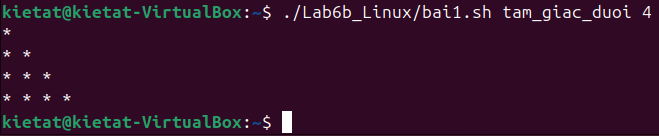 kietat@kietat-VirtualBox:~$ ./Lab6b_Linux/bai1.sh tam_giac_duoi 4
*
* *
* * *
* * * *
kietat@kietat-VirtualBox:~$